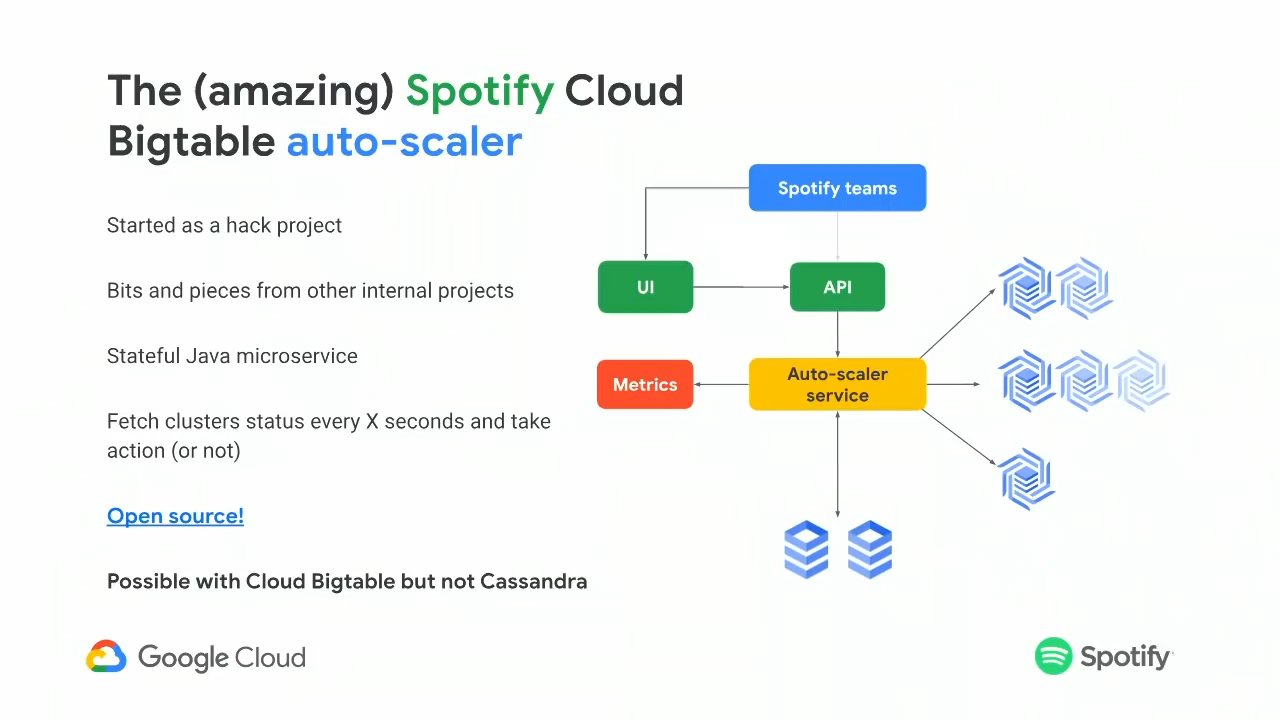 The (amazing) Spotify Cloud
Bigtable auto-scaler
Started as a hack project
Bits and pieces from other internal projects
Stateful Java microservice
Fetch clusters status every X seconds and take
action (or not)
Open source!
Possible with Cloud Bigtable but not Cassandra
Spotify teams
UI
API
Metrics
Auto-scaler
service
Google Cloud
Spotify